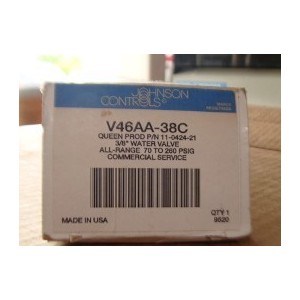 JOHNSON
CONTROLS
V46AA-38C
QUEEN PROD P/N 11-0424-21
3/8" WATER VALVE
ALL-RANGE 70 TO 260 PSIG
COMMERCIAL SERVICE
MADE IN USA
QTY 1
8620